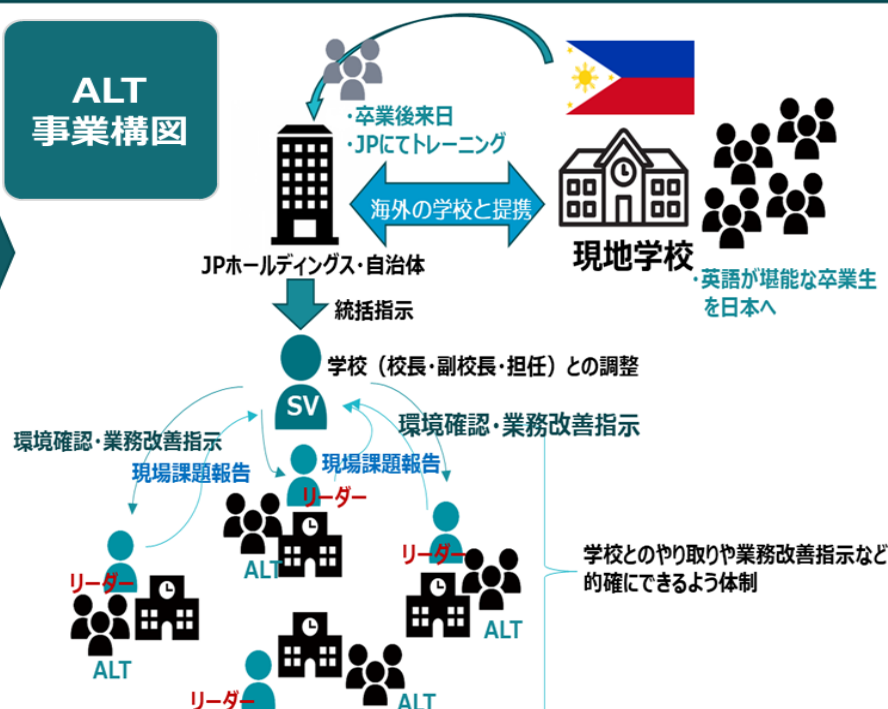 ALT
事業構図
・卒業後来日
・JPにてトレーニング
海外の学校と提携
現地学校
・英語が堪能な卒業生
を日本へ
JPホールディングス・自治体
統括指示
学校（校長・副校長・担任）との調整
SV
環境確認・業務改善指示
環境確認・業務改善指示
現場課題報告
現場課題報告
リーダー
ALT
リーダー
ALT
リーダー
ALT
学校とのやり取りや業務改善指示など
的確にできるよう体制
リーダー
ALT